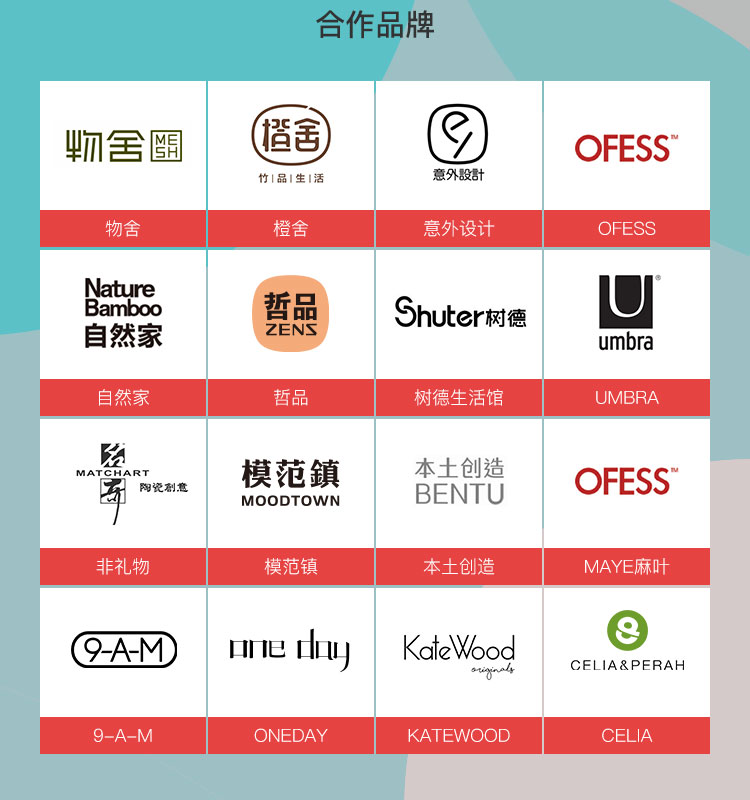 合作品牌
物舍 MESH
橙舍
竹|品|生|活
意外設計
OFESS™
物舍
橙舍
意外设计
OFESS
Nature
Bamboo
自然家
哲品
ZENS
Shuter树德
umbra®
自然家
哲品
树德生活馆
UMBRA
MATCHART
陶瓷創意
模范鎮
MOODTOWN
本土创造
BENTU
OFESS™
非礼物
模范镇
本土创造
MAYE麻叶
9-A-M
one day
KateWood
originals
CELIA&PERAH
9-A-M
ONEDAY
KATEWOOD
CELIA